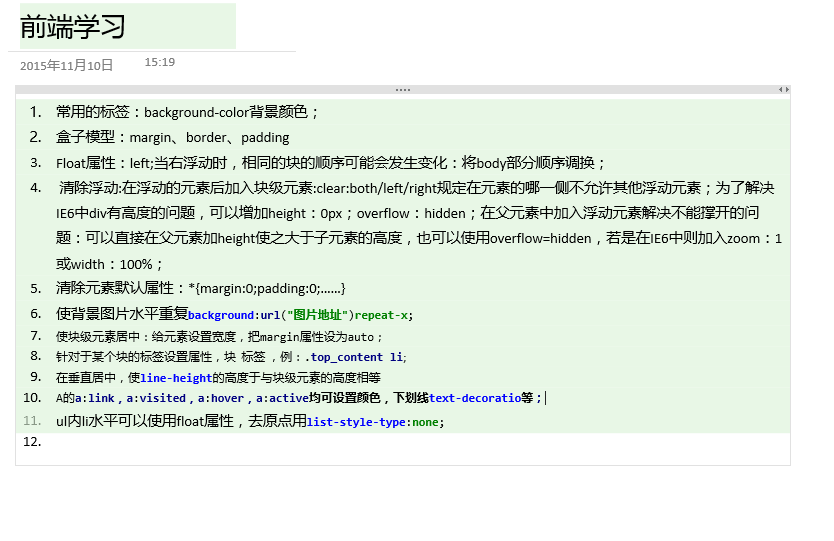 前端学习
2015年11月10日 15:19
1. 常用的标签：background-color背景颜色；
2. 盒子模型：margin、border、padding
3. Float属性：left;当右浮动时，相同的块的顺序可能会发生变化：将body部分顺序调换；
4. 清除浮动:在浮动的元素后加入块级元素:clear:both/left/right规定在元素的哪一侧不允许其他浮动元素；为了解决
IE6中div有高度的问题，可以增加height：0px；overflow：hidden；在父元素中加入浮动元素解决不能撑开的问
题：可以直接在父元素加height使之大于子元素的高度，也可以使用overflow=hidden，若是在IE6中则加入zoom：1
或width：100%；
5. 清除元素默认属性：*{margin:0;padding:0;……}
6. 使背景图片水平重复background:url("图片地址")repeat-x;
7. 使块级元素居中：给元素设置宽度，把margin属性设为auto；
8. 针对于某个块的标签设置属性，块 标签 ，例：.top_content li;
9. 在垂直居中，使line-height的高度于与块级元素的高度相等
10. A的a:link，a:visited，a:hover，a:active均可设置颜色，下划线text-decoratio等；
11. ul内li水平可以使用float属性，去原点用list-style-type:none;
12.